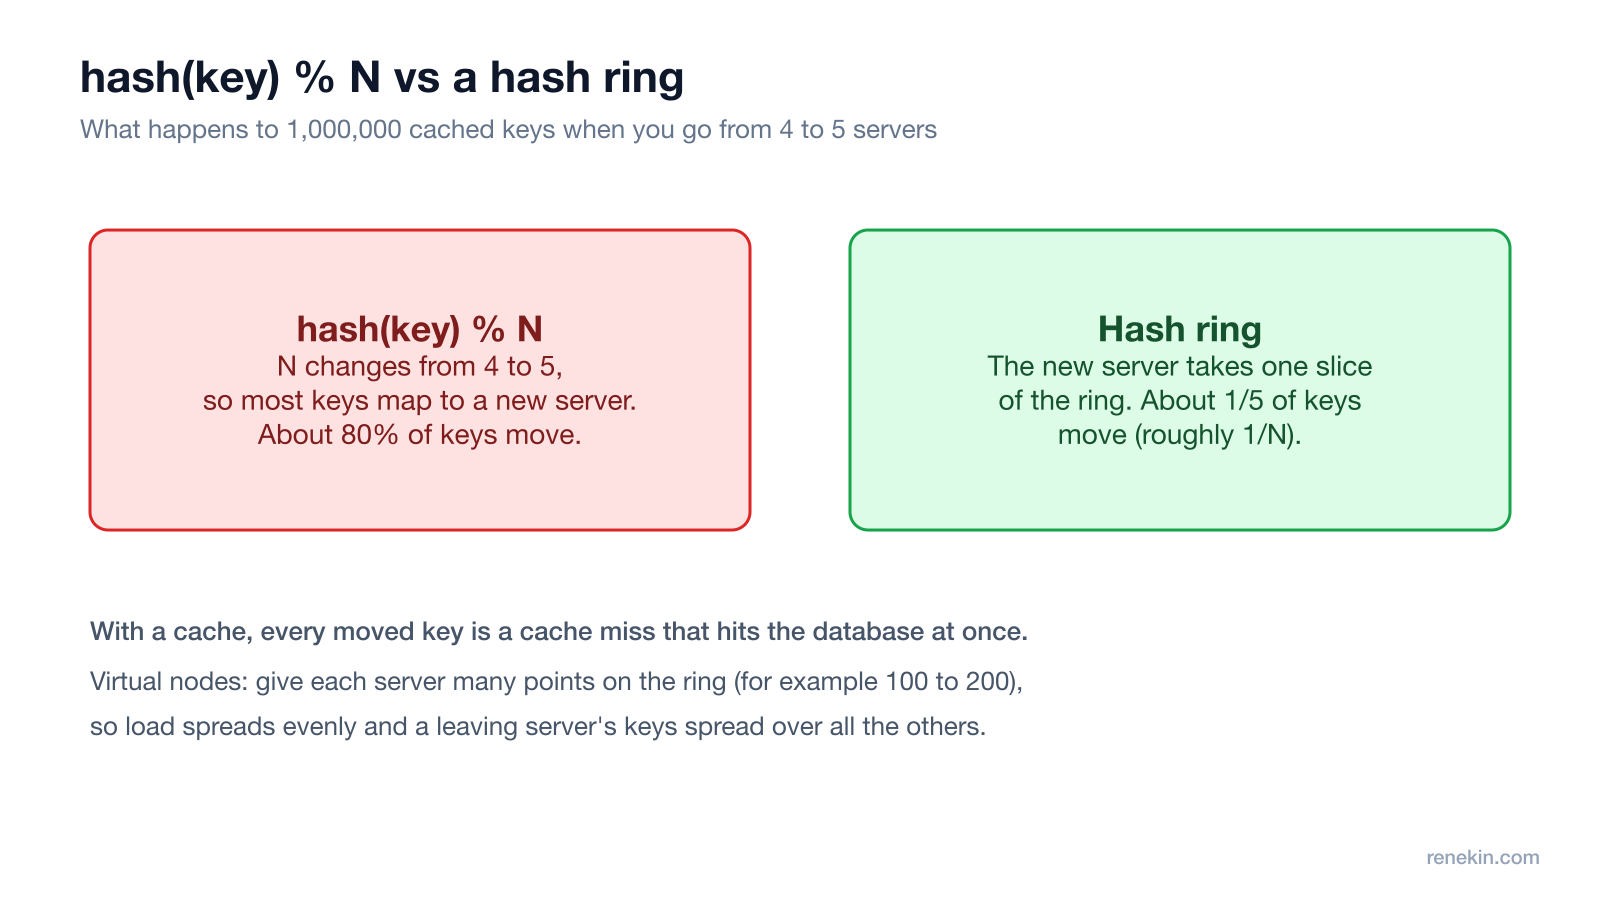 hash(key) % N vs a hash ring
What happens to 1,000,000 cached keys when you go from 4 to 5 servers
hash(key) % N
N changes from 4 to 5,
so most keys map to a new server.
About 80% of keys move.
Hash ring
The new server takes one slice
of the ring. About 1/5 of keys
move (roughly 1/N).
With a cache, every moved key is a cache miss that hits the database at once.
Virtual nodes: give each server many points on the ring (for example 100 to 200),
so load spreads evenly and a leaving server's keys spread over all the others.
renekin.com